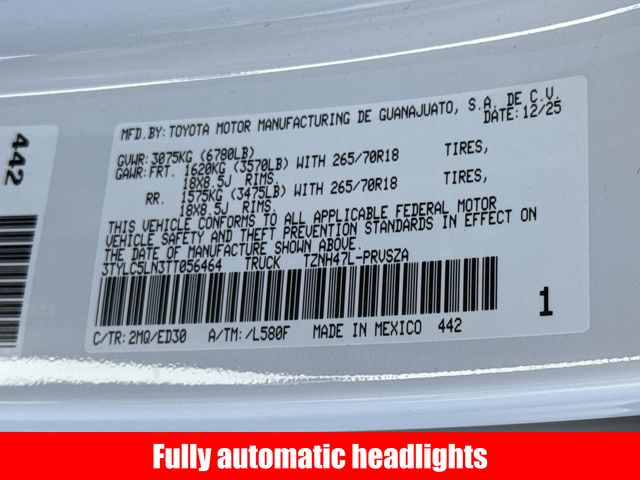 442
MFD.BY: TOYOTA MOTOR MANUFACTURING DE GUANAJUATO, S.A. DE C.V.
DATE: 12/25
GVWR: 3075KG (6780LB)
GAWR: FRT. 1620KG (3570LB) WITH 265/70R18 TIRES,
18X8.5J RIMS.
RR. 1575KG (3475LB) WITH 265/70R18 TIRES,
18X8.5J RIMS.
THIS VEHICLE CONFORMS TO ALL APPLICABLE FEDERAL MOTOR
VEHICLE SAFETY AND THEFT PREVENTION STANDARDS IN EFFECT ON
THE DATE OF MANUFACTURE SHOWN ABOVE.
3TYLC5LN3TT056464 TRUCK TZNH47L-PRVSZA
1
C/TR: 2MQ/ED30 A/TM: /L580F MADE IN MEXICO 442
Fully automatic headlights